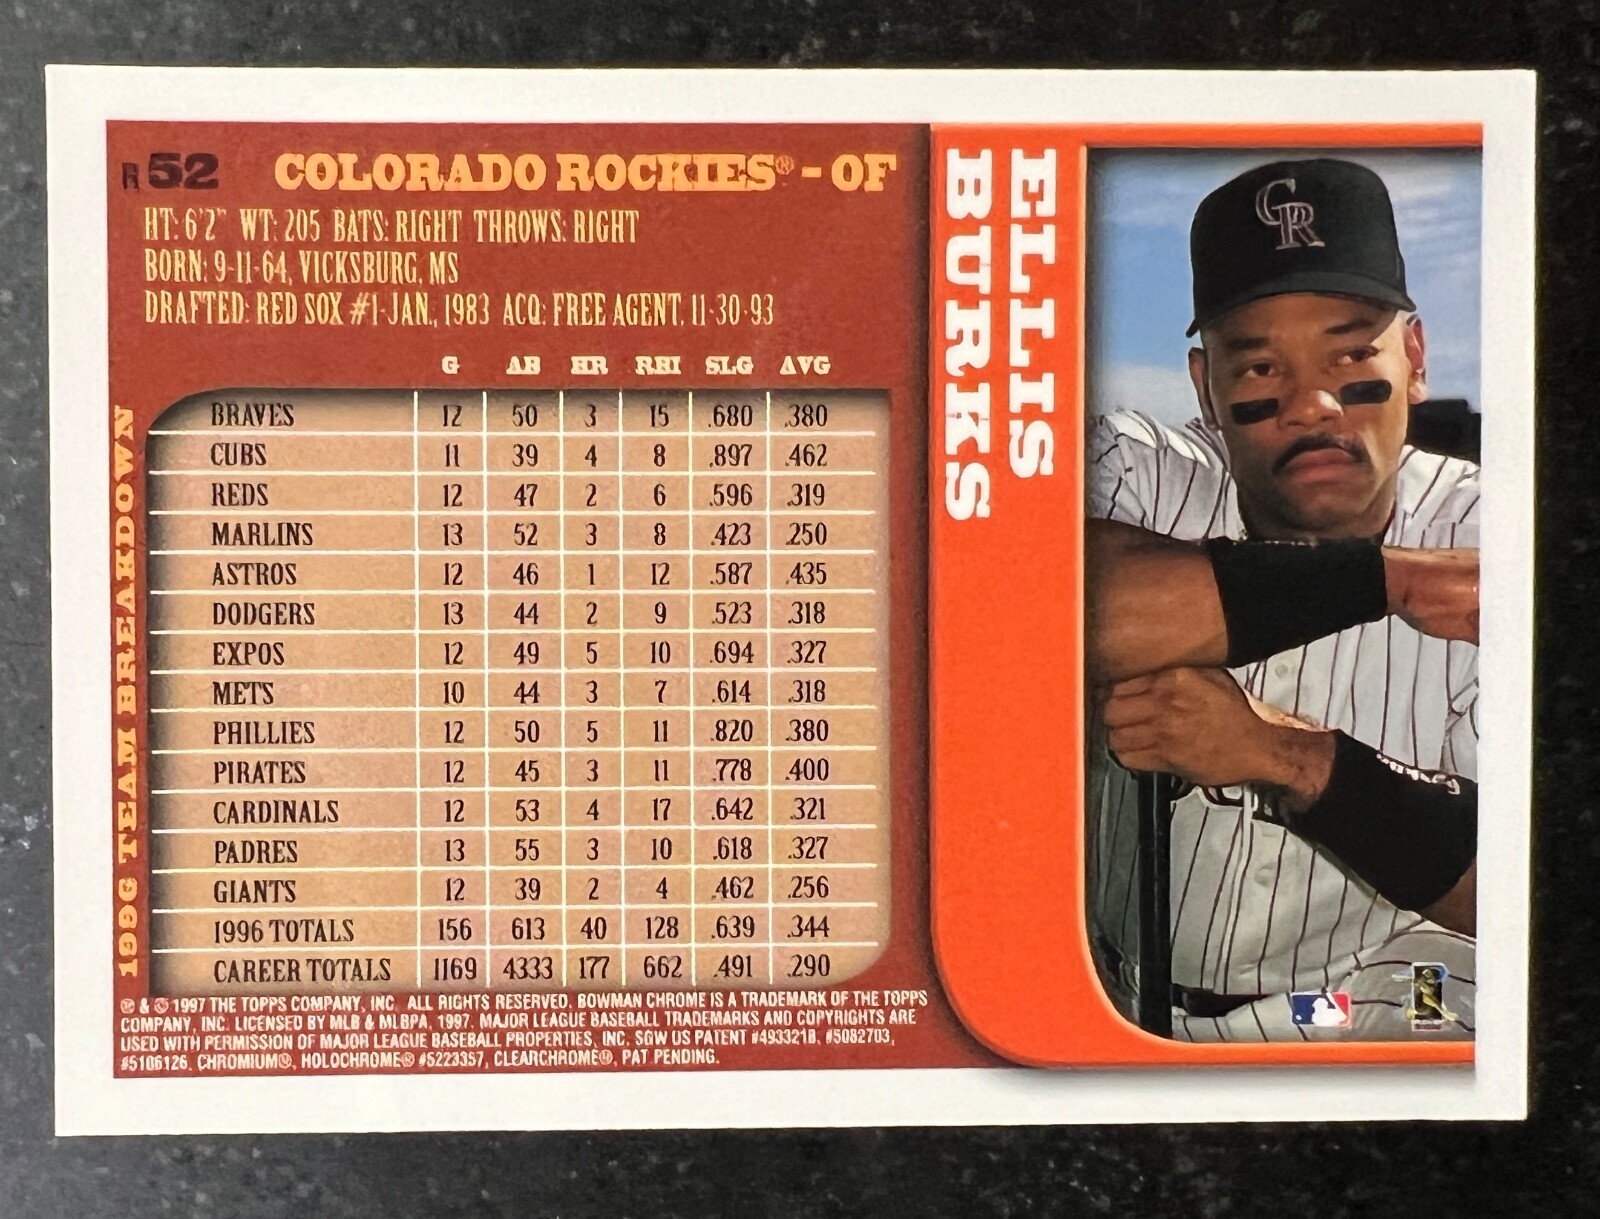 52 COLORADO ROCKIES® - OF
HT: 6'2" WT: 205 BATS: RIGHT THROWS: RIGHT
BORN: 9-11-64, VICKSBURG, MS
DRAFTED: RED SOX #1-JAN., 1983 ACQ: FREE AGENT, 11-30-93
G AB HR RBI SLG AVG
BRAVES 12 50 3 15 .680 .380
CUBS 11 39 4 8 .897 .462
REDS 12 47 2 6 .596 .319
MARLINS 13 52 3 8 .423 .250
ASTROS 12 46 1 12 .587 .435
DODGERS 13 44 2 9 .523 .318
EXPOS 12 49 5 10 .694 .327
METS 10 44 3 7 .614 .318
PHILLIES 12 50 5 11 .820 .380
PIRATES 12 45 3 11 .778 .400
CARDINALS 12 53 4 17 .642 .321
PADRES 13 55 3 10 .618 .327
GIANTS 12 39 2 4 .462 .256
1996 TOTALS 156 613 40 128 .639 .344
CAREER TOTALS 1169 4333 177 662 .491 .290
1996 TEAM BREAKDOWN
® & © 1997 THE TOPPS COMPANY, INC. ALL RIGHTS RESERVED. BOWMAN CHROME IS A TRADEMARK OF THE TOPPS
COMPANY, INC. LICENSED BY MLB & MLBPA, 1997. MAJOR LEAGUE BASEBALL TRADEMARKS AND COPYRIGHTS ARE
USED WITH PERMISSION OF MAJOR LEAGUE BASEBALL PROPERTIES, INC. SGW US PATENT #4933218, #5082703,
#5106126, CHROMIUM®, HOLOCHROME® #5223357, CLEARCHROME®, PAT PENDING.
ELLIS
BURKS
CR